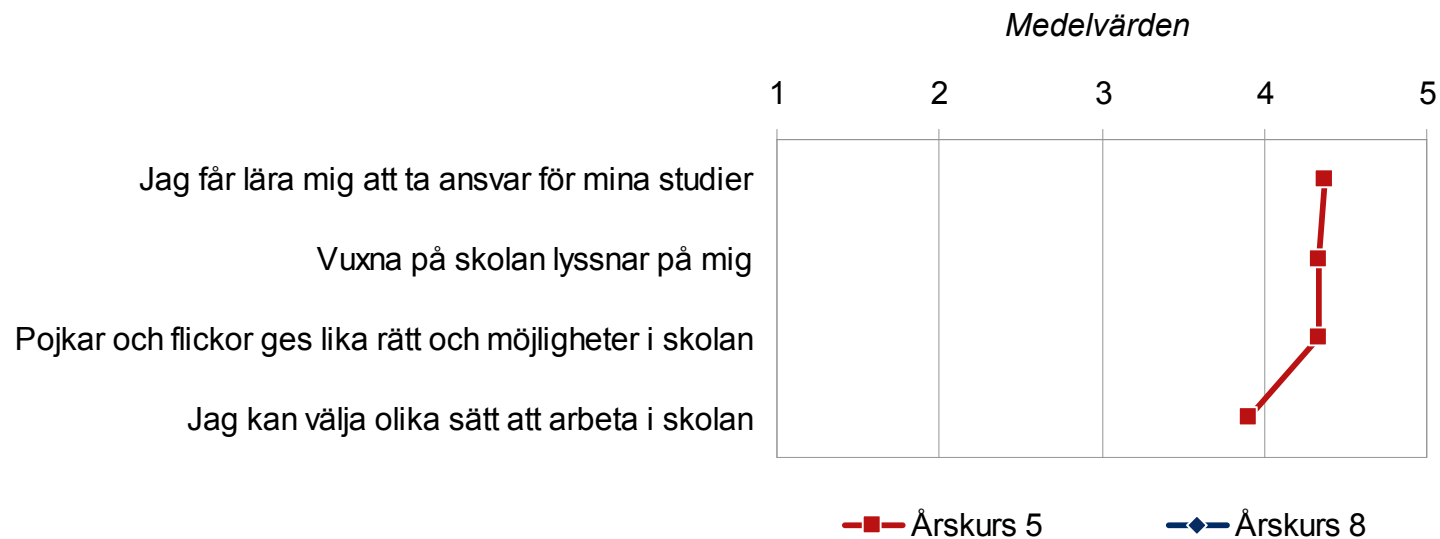 Medelvärden
1 2 3 4 5
Jag får lära mig att ta ansvar för mina studier
Vuxna på skolan lyssnar på mig
Pojkar och flickor ges lika rätt och möjligheter i skolan
Jag kan välja olika sätt att arbeta i skolan
Årskurs 5 Årskurs 8